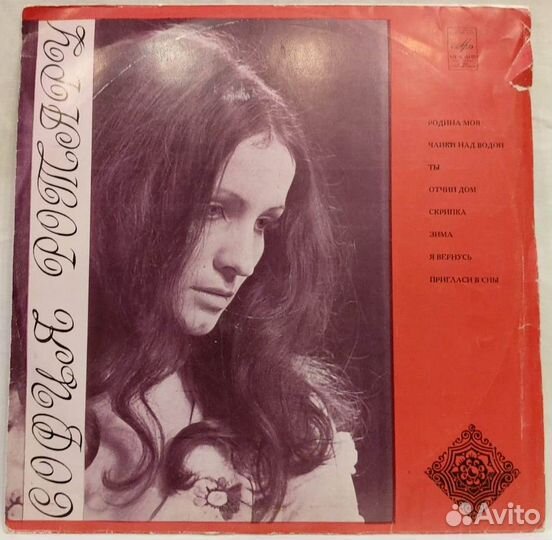 СОФИЯ РОТАРУ
РОДИНА МОЯ
ЧАЙКИ НАД ВОДОЙ
ТЫ
ОТЧИЙ ДОМ
СКРИПКА
ЗИМА
Я ВЕРНУСЬ
ПРИГЛАСИ В СНЫ
Avito